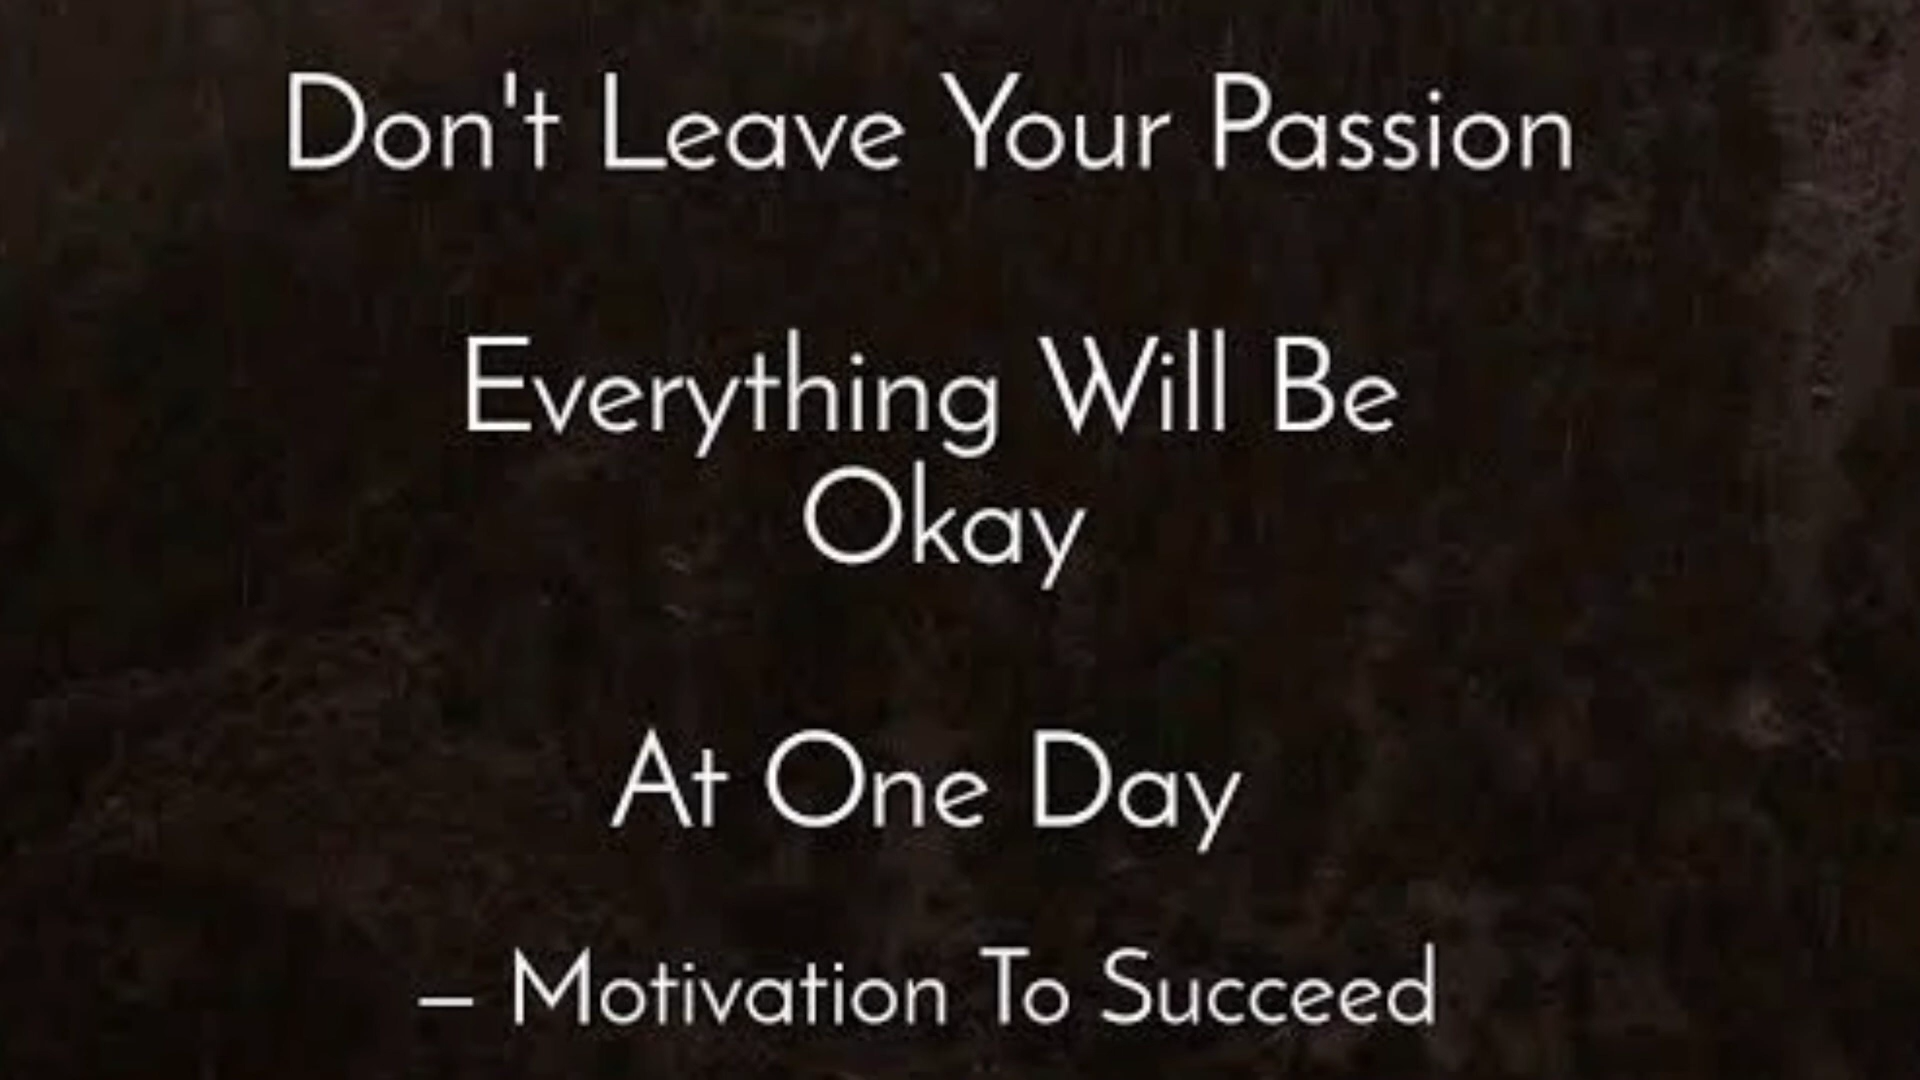 Don't Leave Your Passion
Everything Will Be
Okay
At One Day
– Motivation To Succeed